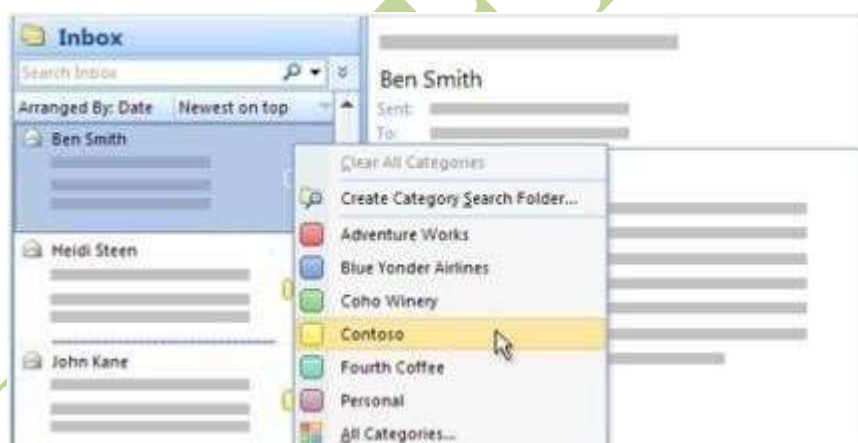 Inbox
Search Inbox
Arranged By: Date Newest on top
Ben Smith
Heidi Steen
John Kane
Ben Smith
Sent:
To:
Clear All Categories
Create Category Search Folder...
Adventure Works
Blue Yonder Airlines
Coho Winery
Contoso
Fourth Coffee
Personal
All Categories...